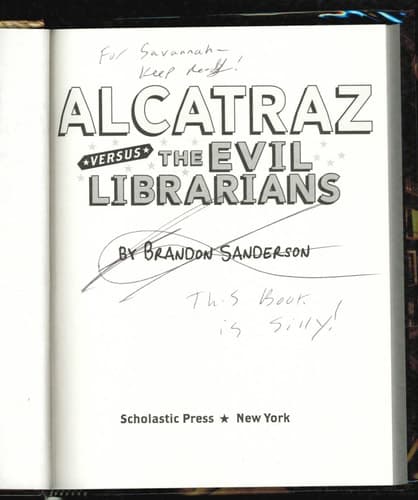 For Savannah–
Keep
ALCATRAZ
VERSUS THE EVIL
LIBRARIANS
BY BRANDON SANDERSON
This Book
is Silly!
Scholastic Press ★ New York